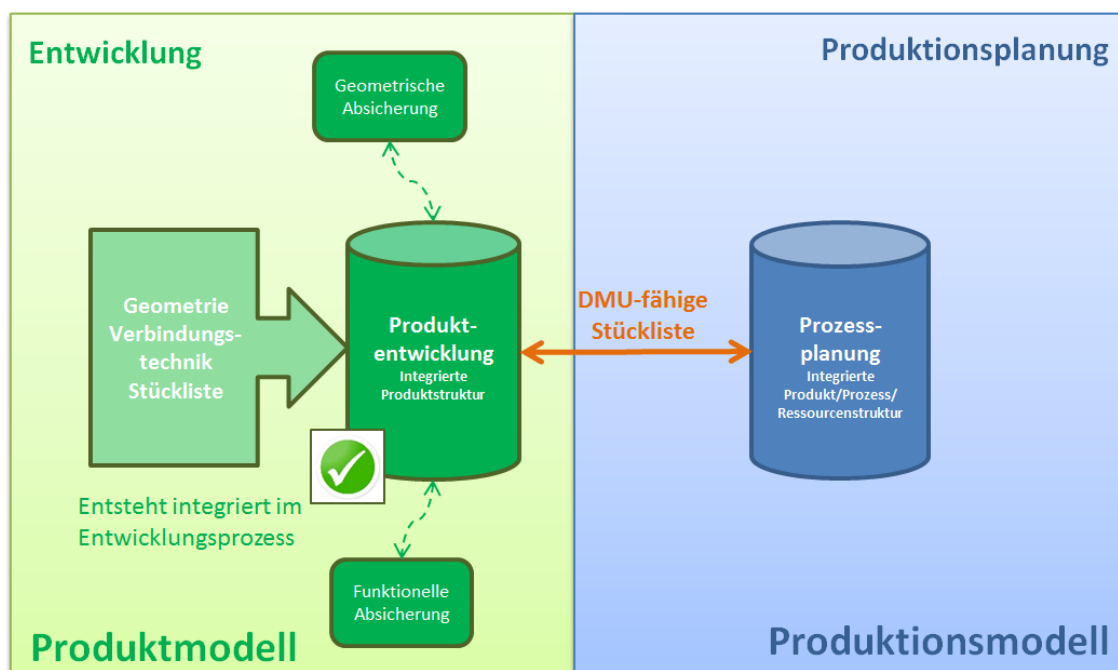 Entwicklung
Produktionsplanung
Geometrische
Absicherung
Geometrie
Verbindungs-
technik
Stückliste
Produkt-
entwicklung
Integrierte
Produktstruktur
DMU-fähige
Stückliste
Prozess-
planung
Integrierte
Produkt/Prozess/
Ressourcenstruktur
Entsteht integriert im
Entwicklungsprozess
Funktionelle
Absicherung
Produktmodell
Produktionsmodell